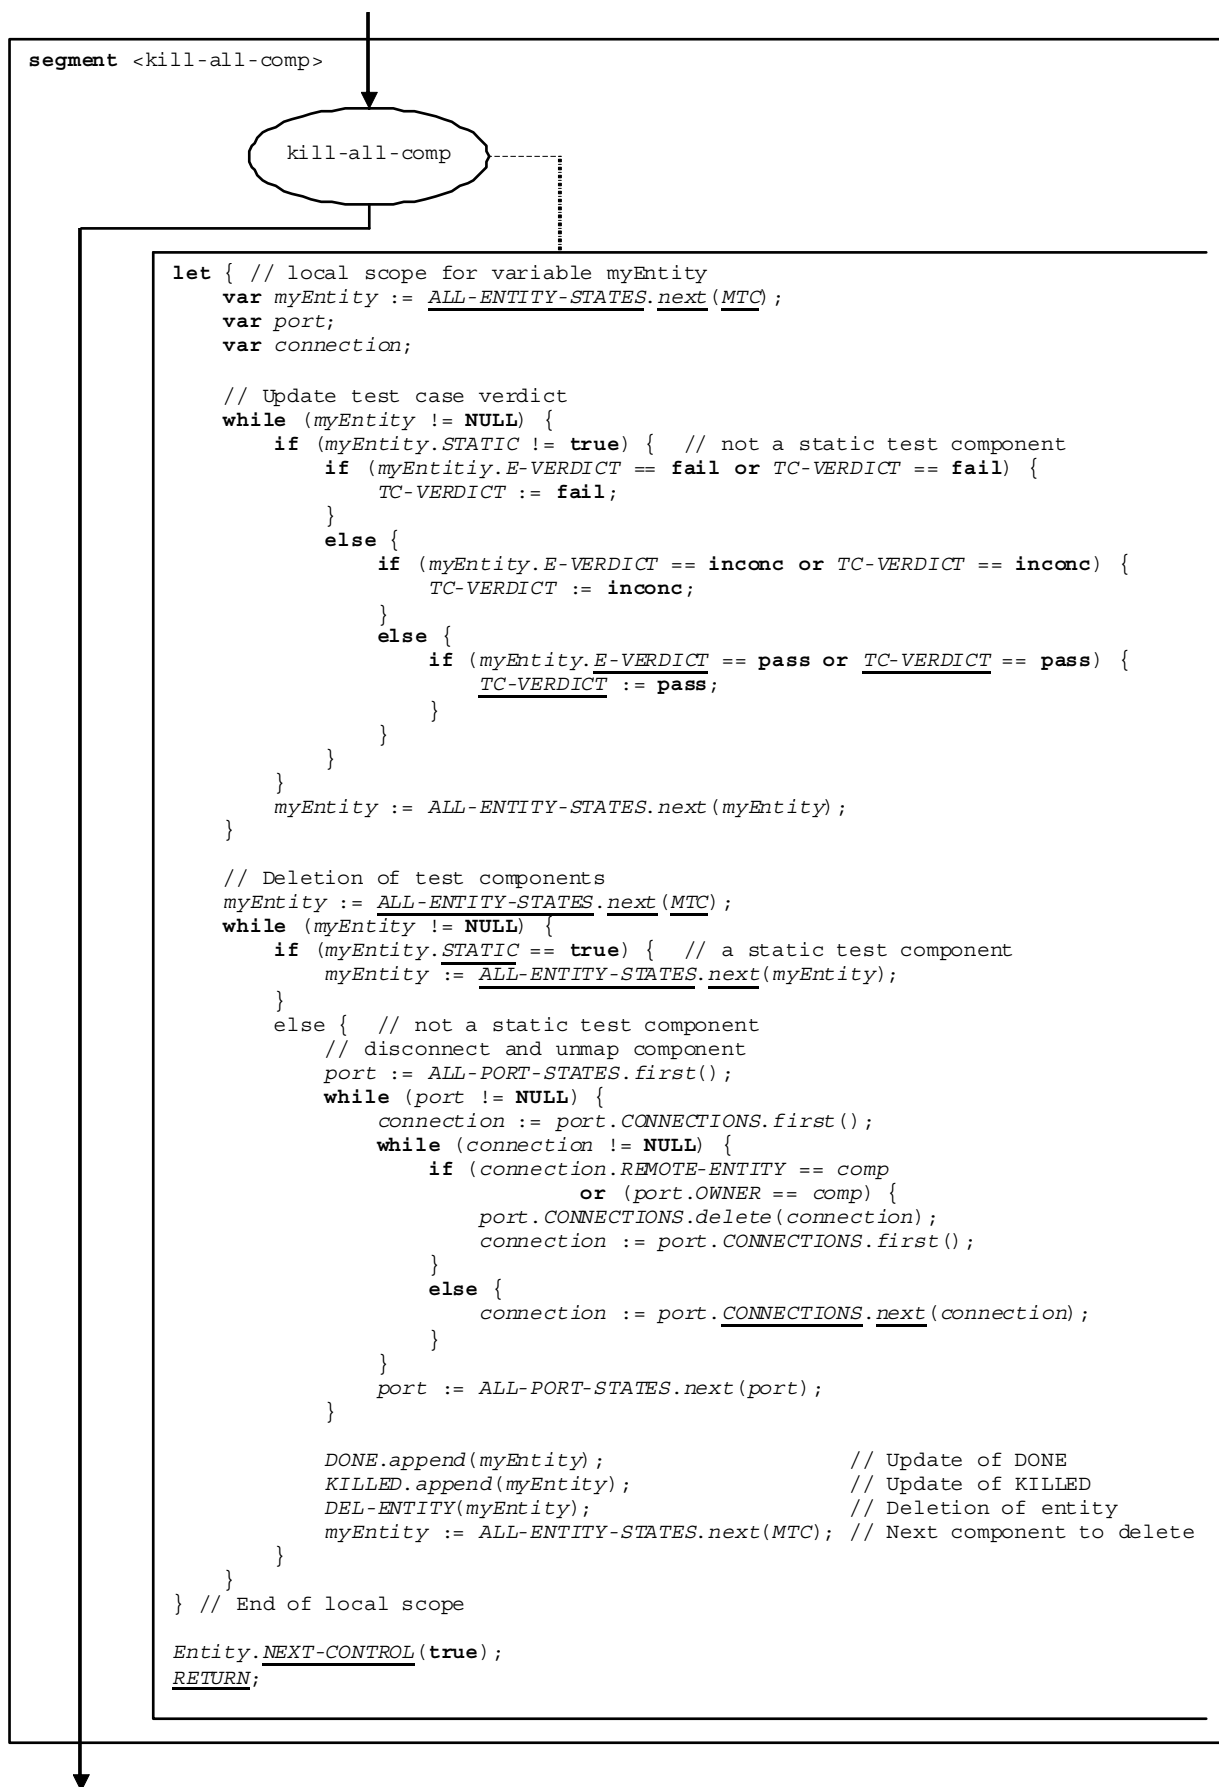 segment <kill-all-comp>
kill-all-comp
let { // local scope for variable myEntity
var myEntity := ALL-ENTITY-STATES.next(MTC);
var port;
var connection;
// Update test case verdict
while (myEntity != NULL) {
if (myEntity.STATIC != true) { // not a static test component
if (myEntitiy.E-VERDICT == fail or TC-VERDICT == fail) {
TC-VERDICT := fail;
}
else {
if (myEntity.E-VERDICT == inconc or TC-VERDICT == inconc) {
TC-VERDICT := inconc;
}
else {
if (myEntity.E-VERDICT == pass or TC-VERDICT == pass) {
TC-VERDICT := pass;
}
}
}
}
myEntity := ALL-ENTITY-STATES.next(myEntity);
}
// Deletion of test components
myEntity := ALL-ENTITY-STATES.next(MTC);
while (myEntity != NULL) {
if (myEntity.STATIC == true) { // a static test component
myEntity := ALL-ENTITY-STATES.next(myEntity);
}
else { // not a static test component
// disconnect and unmap component
port := ALL-PORT-STATES.first();
while (port != NULL) {
connection := port.CONNECTIONS.first();
while (connection != NULL) {
if (connection.REMOTE-ENTITY == comp
or (port.OWNER == comp) {
port.CONNECTIONS.delete(connection);
connection := port.CONNECTIONS.first();
}
else {
connection := port.CONNECTIONS.next(connection);
}
}
port := ALL-PORT-STATES.next(port);
}
DONE.append(myEntity); // Update of DONE
KILLED.append(myEntity); // Update of KILLED
DEL-ENTITY(myEntity); // Deletion of entity
myEntity := ALL-ENTITY-STATES.next(MTC); // Next component to delete
}
}
} // End of local scope
Entity.NEXT-CONTROL(true);
RETURN;